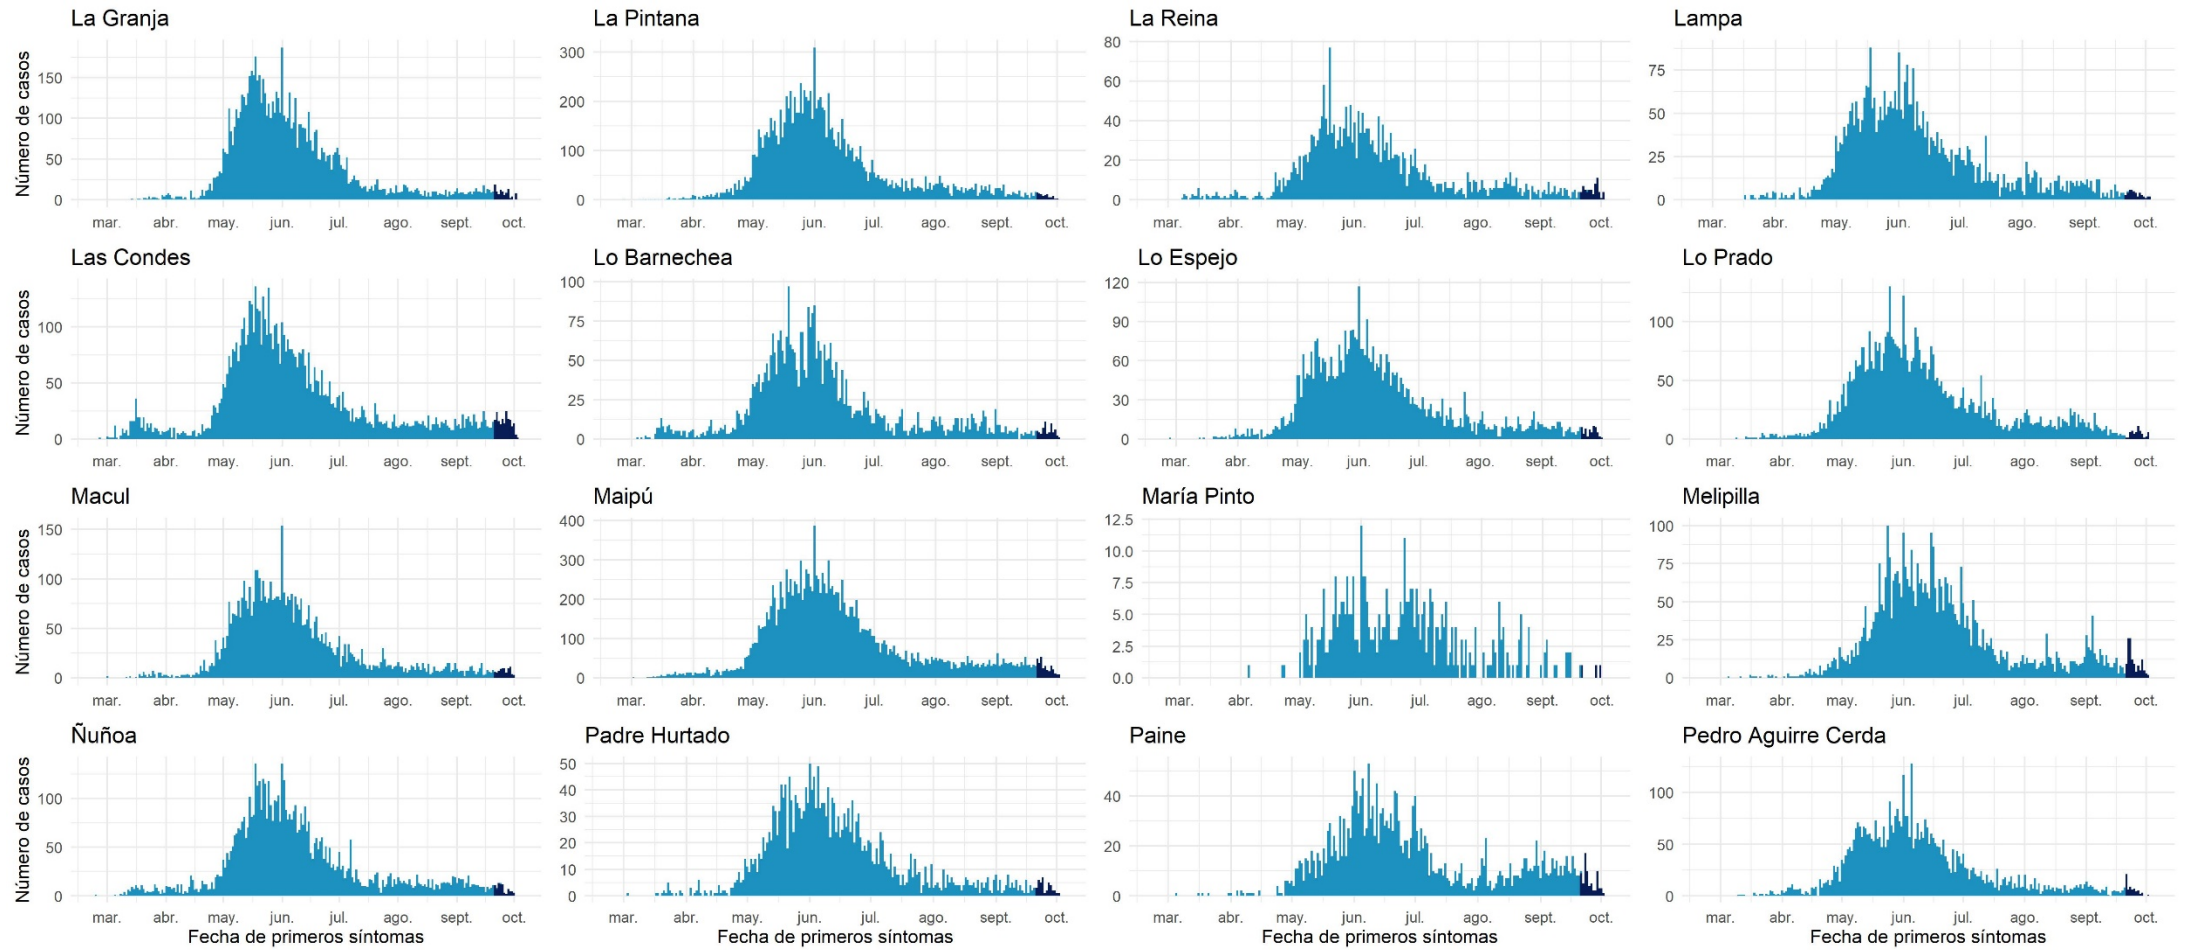 La Granja
La Pintana
La Reina
Lampa
Número de casos
150
100
50
0
300
200
100
0
80
60
40
20
0
75
50
25
0
mar. abr. may. jun. jul. ago. sept. oct.
mar. abr. may. jun. jul. ago. sept. oct.
mar. abr. may. jun. jul. ago. sept. oct.
mar. abr. may. jun. jul. ago. sept. oct.
Las Condes
Lo Barnechea
Lo Espejo
Lo Prado
Número de casos
100
50
0
100
75
50
25
0
120
90
60
30
0
100
50
0
mar. abr. may. jun. jul. ago. sept. oct.
mar. abr. may. jun. jul. ago. sept. oct.
mar. abr. may. jun. jul. ago. sept. oct.
mar. abr. may. jun. jul. ago. sept. oct.
Macul
Maipú
María Pinto
Melipilla
Número de casos
150
100
50
0
400
300
200
100
0
12.5
10.0
7.5
5.0
2.5
0.0
100
75
50
25
0
mar. abr. may. jun. jul. ago. sept. oct.
mar. abr. may. jun. jul. ago. sept. oct.
mar. abr. may. jun. jul. ago. sept. oct.
mar. abr. may. jun. jul. ago. sept. oct.
Ñuñoa
Padre Hurtado
Paine
Pedro Aguirre Cerda
Número de casos
100
50
0
50
40
30
20
10
0
40
20
0
100
50
0
mar. abr. may. jun. jul. ago. sept. oct.
mar. abr. may. jun. jul. ago. sept. oct.
mar. abr. may. jun. jul. ago. sept. oct.
mar. abr. may. jun. jul. ago. sept. oct.
Fecha de primeros síntomas
Fecha de primeros síntomas
Fecha de primeros síntomas
Fecha de primeros síntomas